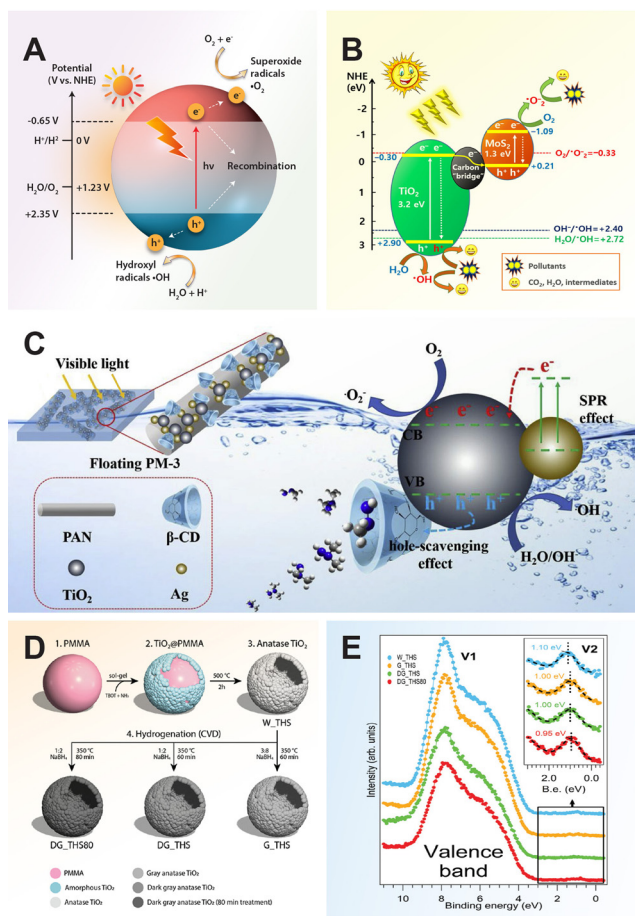 A
Potential
(V vs. NHE)
O₂ + e⁻
Superoxide
radicals
•O₂
-0.65 V
H⁺/H²
0 V
H₂O/O₂
+1.23 V
+2.35 V
e⁻
e⁻
hν
Recombination
h⁺
h⁺
Hydroxyl
radicals •OH
H₂O + H⁺
B
NHE
(eV)
-2
-1
0
1
2
3
-0.30
+2.90
e⁻ e⁻
TiO₂
3.2 eV
h⁺ h⁺
e⁻
Carbon
"bridge"
e⁻ e⁻
MoS₂
1.3 eV
h⁺ h⁺
-1.09
+0.21
•O⁻₂
O₂
O₂/•O⁻₂=−0.33
OH⁻/•OH=+2.40
H₂O/•OH=+2.72
H₂O
•OH
Pollutants
CO₂, H₂O, intermediates
C
Visible light
Floating PM-3
PAN
β-CD
TiO₂
Ag
O₂
·O₂⁻
e⁻ e⁻ e⁻
CB
VB
h⁺ h⁺ h⁺
e⁻
SPR
effect
·OH
H₂O/OH⁻
hole-scavenging
effect
D
1. PMMA
2. TiO₂@PMMA
3. Anatase TiO₂
sol-gel
TBOT + NH₃
500 °C
2h
W_THS
4. Hydrogenation (CVD)
1:2
NaBH₄
350 °C
80 min
1:2
NaBH₄
350 °C
60 min
3:8
NaBH₄
350 °C
60 min
DG_THS80
DG_THS
G_THS
PMMA
Amorphous TiO₂
Anatase TiO₂
Gray anatase TiO₂
Dark gray anatase TiO₂
Dark gray anatase TiO₂ (80 min treatment)
E
W_THS
G_THS
DG_THS
DG_THS80
V1
V2
1.10 eV
1.00 eV
1.00 eV
0.95 eV
2.0 1.0 0.0
B.e. (eV)
Intensity (arb. units)
Valence
band
11 9 7 5 3 1
Binding energy (eV)